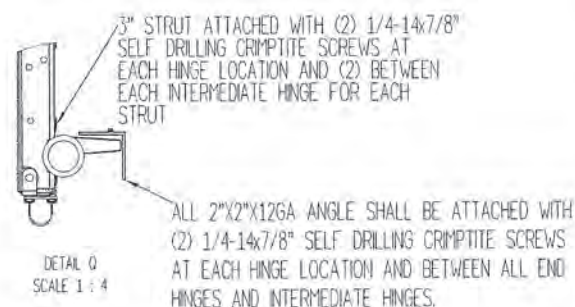 3" STRUT ATTACHED WITH (2) 1/4-14x7/8"
SELF DRILLING CRIMPTITE SCREWS AT
EACH HINGE LOCATION AND (2) BETWEEN
EACH INTERMEDIATE HINGE FOR EACH
STRUT
ALL 2"X2"X12GA ANGLE SHALL BE ATTACHED WITH
(2) 1/4-14x7/8" SELF DRILLING CRIMPTITE SCREWS
AT EACH HINGE LOCATION AND BETWEEN ALL END
HINGES AND INTERMEDIATE HINGES.
DETAIL Q
SCALE 1 : 4